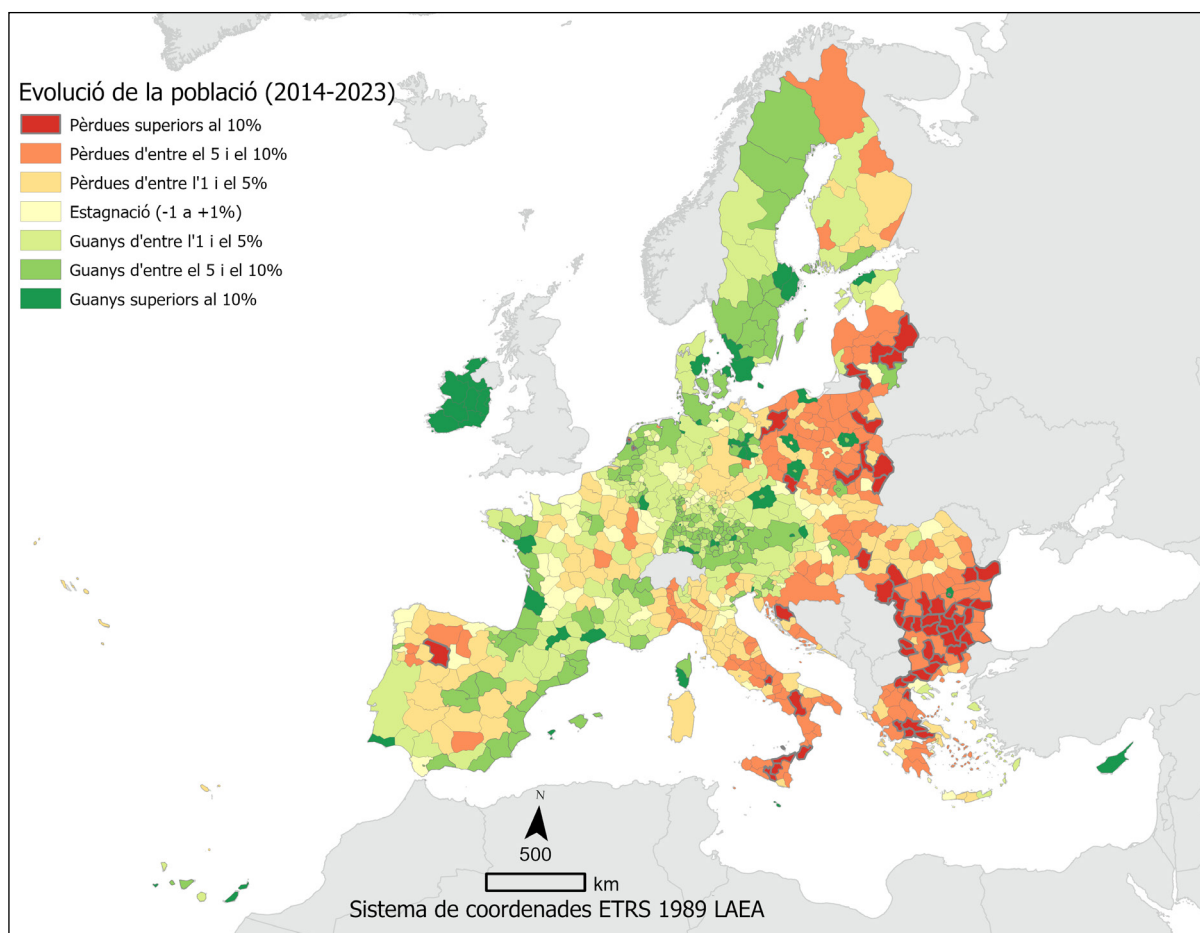 Evolució de la població (2014-2023)
Pèrdues superiors al 10%
Pèrdues d'entre el 5 i el 10%
Pèrdues d'entre l'1 i el 5%
Estagnació (-1 a +1%)
Guanys d'entre l'1 i el 5%
Guanys d'entre el 5 i el 10%
Guanys superiors al 10%
N
500
km
Sistema de coordenades ETRS 1989 LAEA